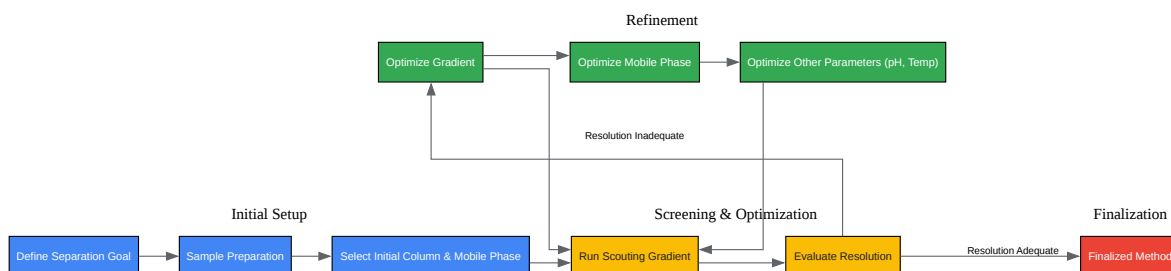 Refinement
Optimize Gradient
Optimize Mobile Phase
Optimize Other Parameters (pH, Temp)
Resolution Inadequate
Initial Setup
Screening & Optimization
Finalization
Define Separation Goal
Sample Preparation
Select Initial Column & Mobile Phase
Run Scouting Gradient
Evaluate Resolution
Resolution Adequate
Finalized Method